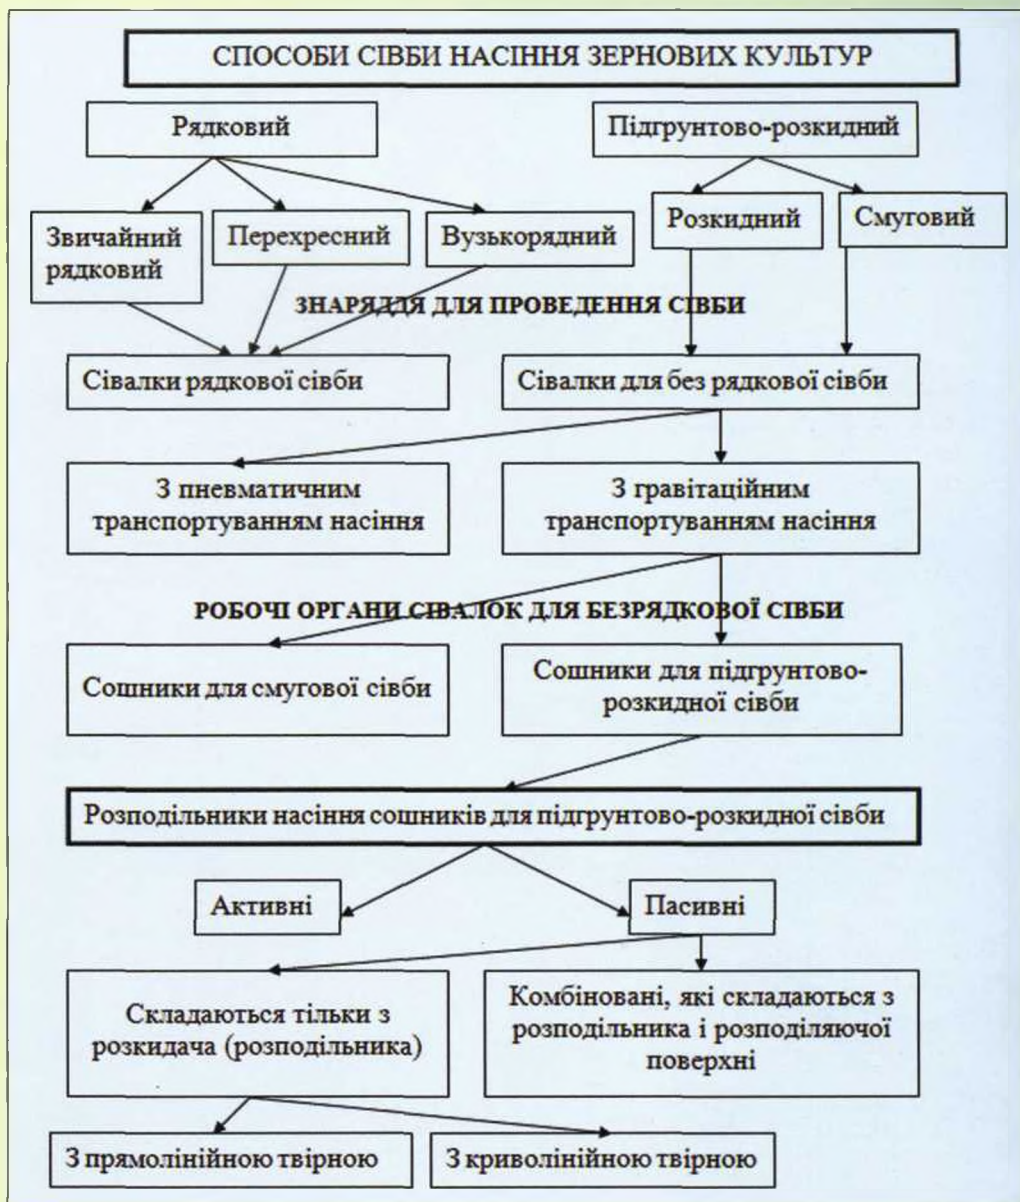 СПОСОБИ СІВБИ НАСІННЯ ЗЕРНОВИХ КУЛЬТУР
Рядковий
Підгрунтово-розкидний
Звичайний
рядковий
Перехресний
Вузькорядний
Розкидний
Смуговий
ЗНАРЯДДЯ ДЛЯ ПРОВЕДЕННЯ СІВБИ
Сівалки рядкової сівби
Сівалки для без рядкової сівби
З пневматичним
транспортуванням насіння
З гравітаційним
транспортуванням насіння
РОБОЧІ ОРГАНИ СІВАЛОК ДЛЯ БЕЗРЯДКОВОЇ СІВБИ
Сошники для смугової сівби
Сошники для підгрунтово-
розкидної сівби
Розподільники насіння сошників для підгрунтово-розкидної сівби
Активні
Пасивні
Складаються тільки з
розкидача (розподільника)
Комбіновані, які складаються з
розподільника і розподіляючої
поверхні
З прямолінійною твірною
З криволінійною твірною